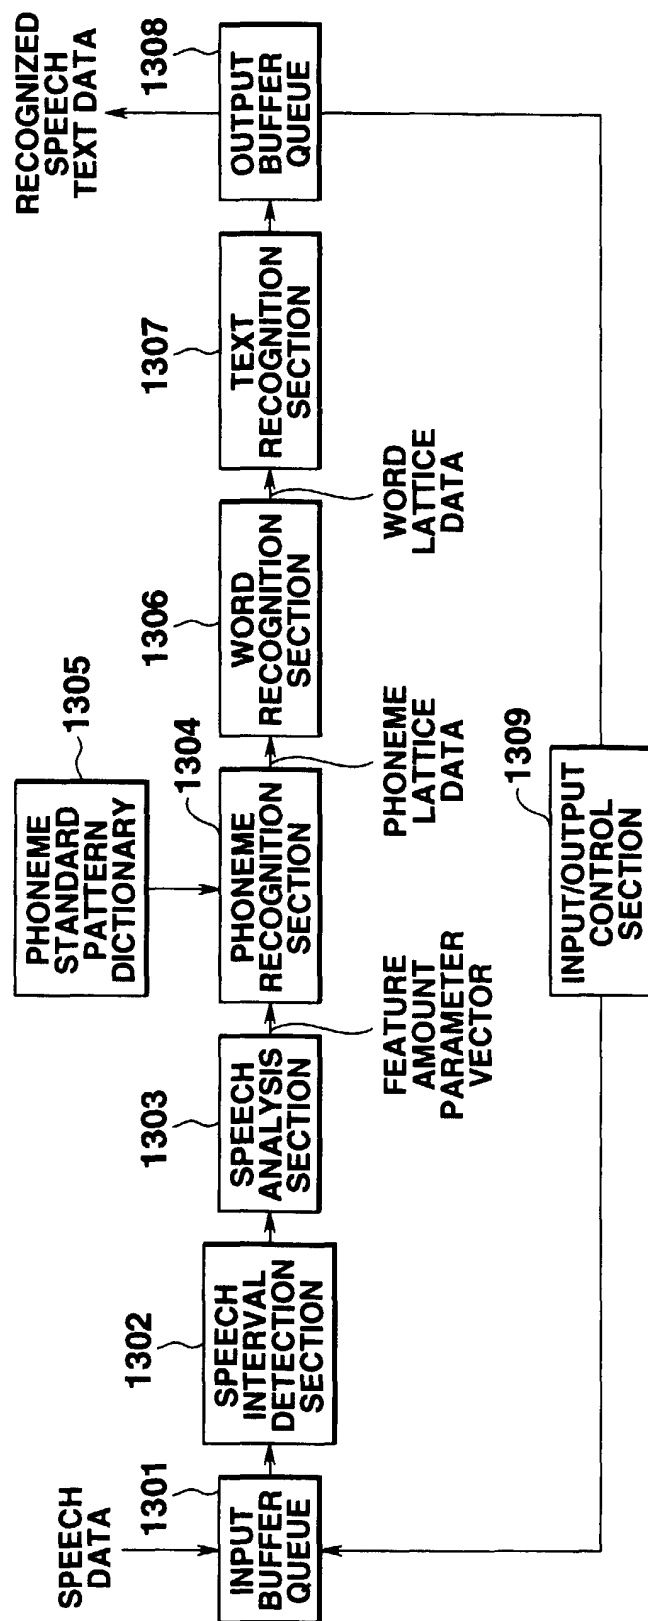 SPEECH
DATA
1301
INPUT
BUFFER
QUEUE
1302
SPEECH
INTERVAL
DETECTION
SECTION
1303
SPEECH
ANALYSIS
SECTION
FEATURE
AMOUNT
PARAMETER
VECTOR
PHONEME
STANDARD
PATTERN
DICTIONARY
1305
1304
PHONEME
RECOGNITION
SECTION
PHONEME
LATTICE
DATA
1306
WORD
RECOGNITION
SECTION
WORD
LATTICE
DATA
1307
TEXT
RECOGNITION
SECTION
RECOGNIZED
SPEECH
TEXT DATA
1308
OUTPUT
BUFFER
QUEUE
1309
INPUT/OUTPUT
CONTROL
SECTION